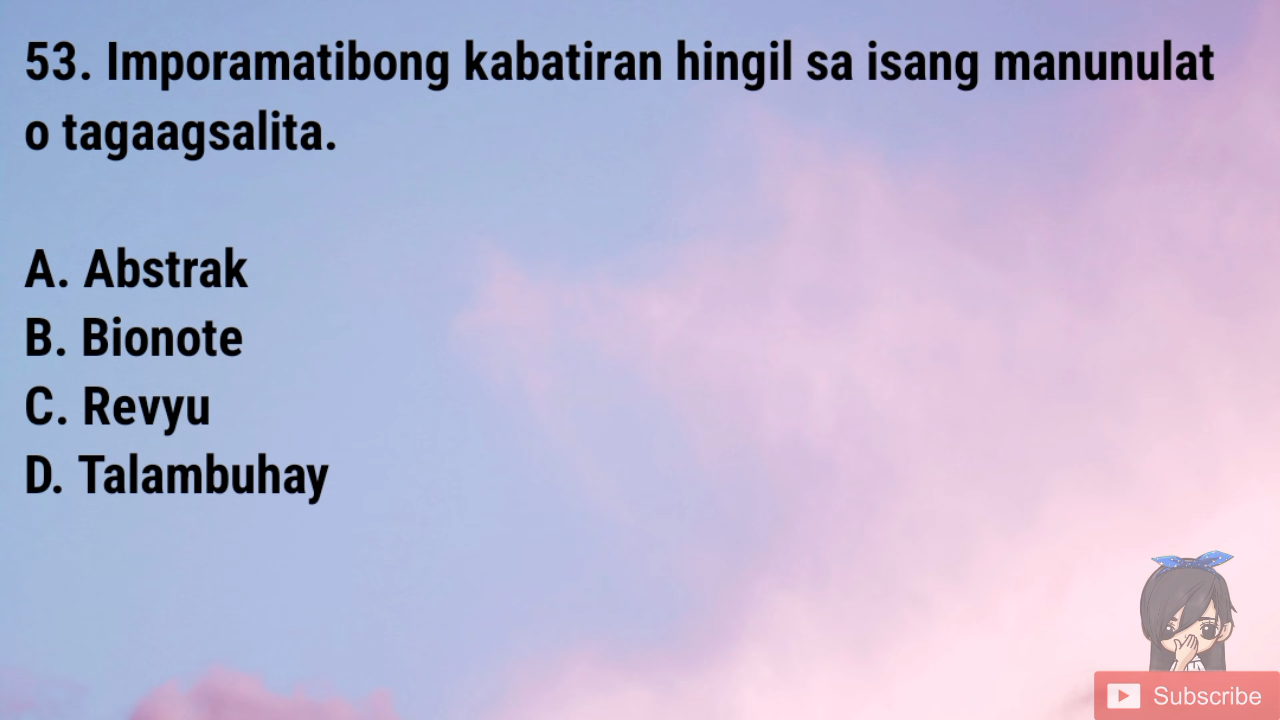 53. Imporamatibong kabatiran hingil sa isang manunulat
o tagaagsalita.
A. Abstrak
B. Bionote
C. Revyu
D. Talambuhay
Subscribe